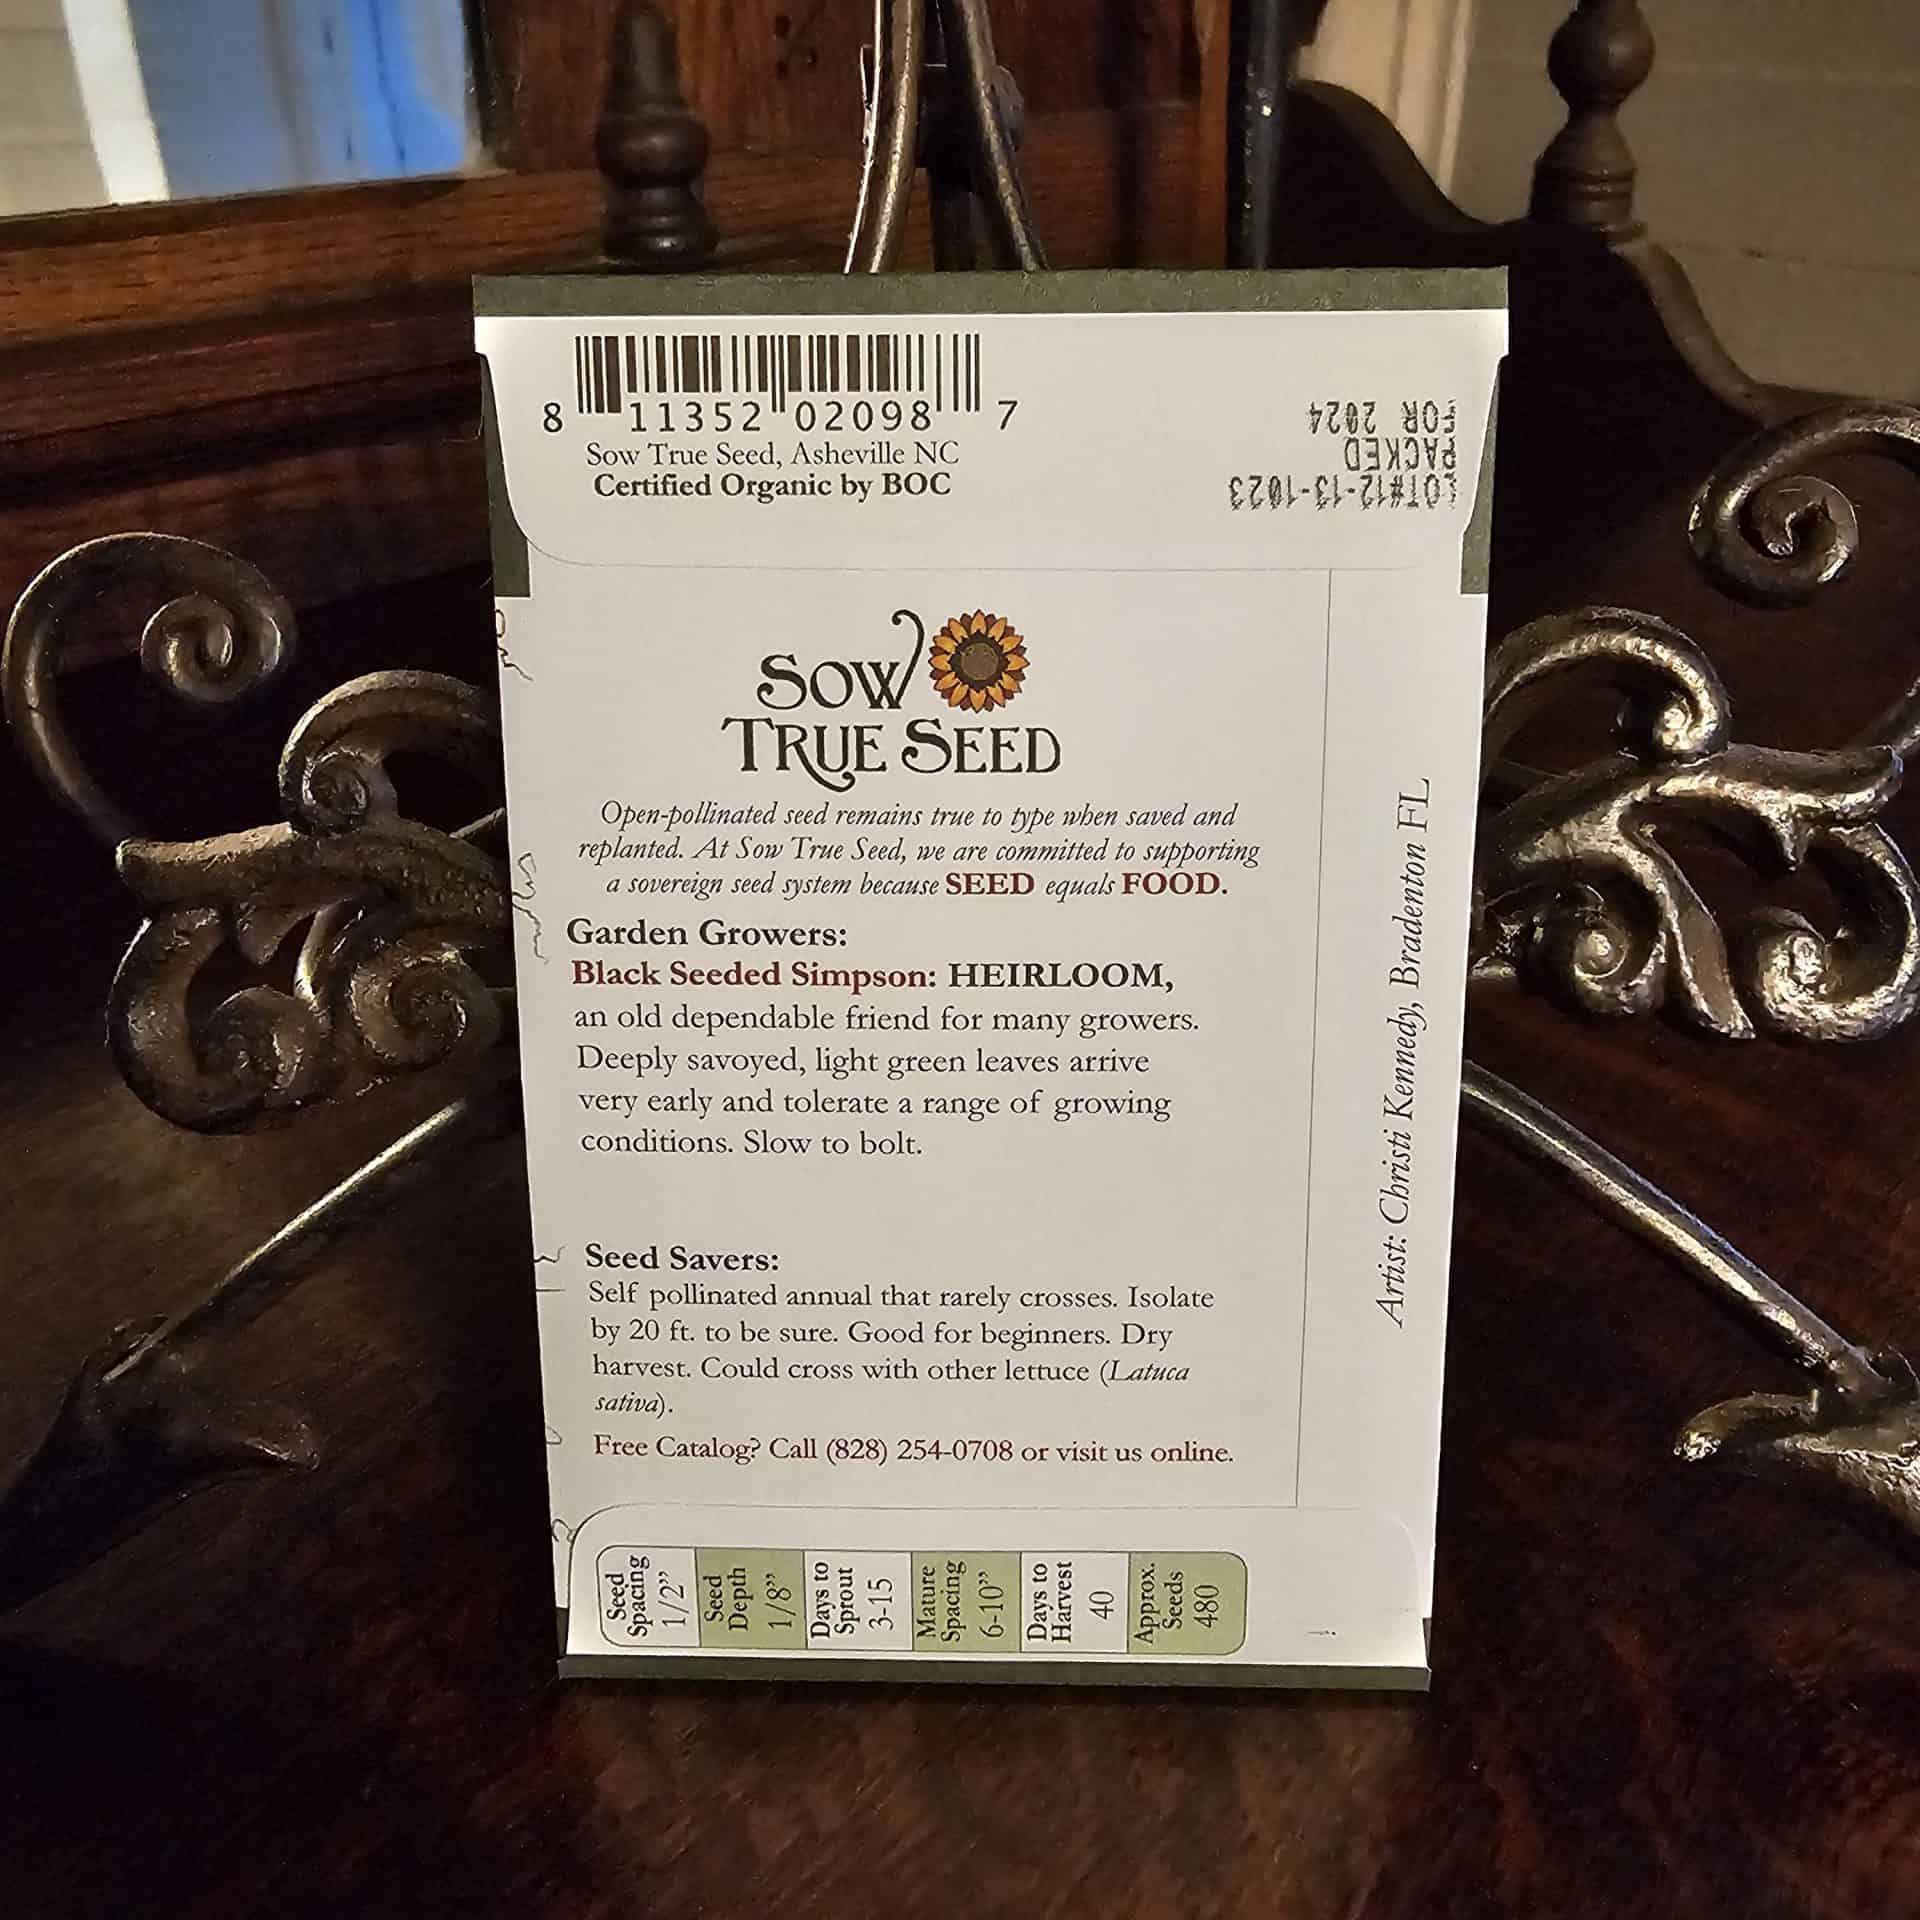 8 11352 02098 7
Sow True Seed, Asheville NC
Certified Organic by BOC
LOT#12-13-1023
PACKED
FOR 2024
SOW
TRUE SEED
Open-pollinated seed remains true to type when saved and
replanted. At Sow True Seed, we are committed to supporting
a sovereign seed system because SEED equals FOOD.
Garden Growers:
Black Seeded Simpson: HEIRLOOM,
an old dependable friend for many growers.
Deeply savoyed, light green leaves arrive
very early and tolerate a range of growing
conditions. Slow to bolt.
Seed Savers:
Self pollinated annual that rarely crosses. Isolate
by 20 ft. to be sure. Good for beginners. Dry
harvest. Could cross with other lettuce (Latuca
sativa).
Free Catalog? Call (828) 254-0708 or visit us online.
Artist: Christi Kennedy, Bradenton FL
Seed
Spacing
1/2”
Seed
Depth
1/8”
Days to
Sprout
3-15
Mature
Spacing
6-10”
Days to
Harvest
40
Approx.
Seeds
480